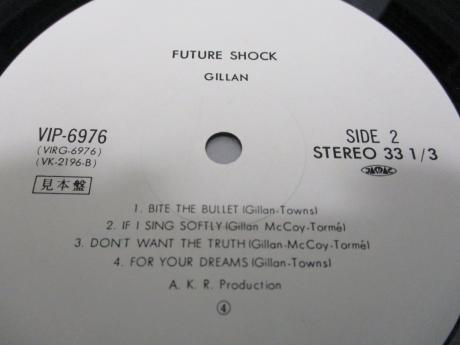 FUTURE SHOCK
GILLAN
VIP-6976
(VIRG-6976)
(VK-2196-B)
見本盤
SIDE 2
STEREO 33 1/3
JASRAC
1. BITE THE BULLET (Gillan-Towns)
2. IF I SING SOFTLY (Gillan McCoy-Tormé)
3. DON'T WANT THE TRUTH (Gillan-McCoy-Tormé)
4. FOR YOUR DREAMS (Gillan-Towns)
A. K. R. Production
④